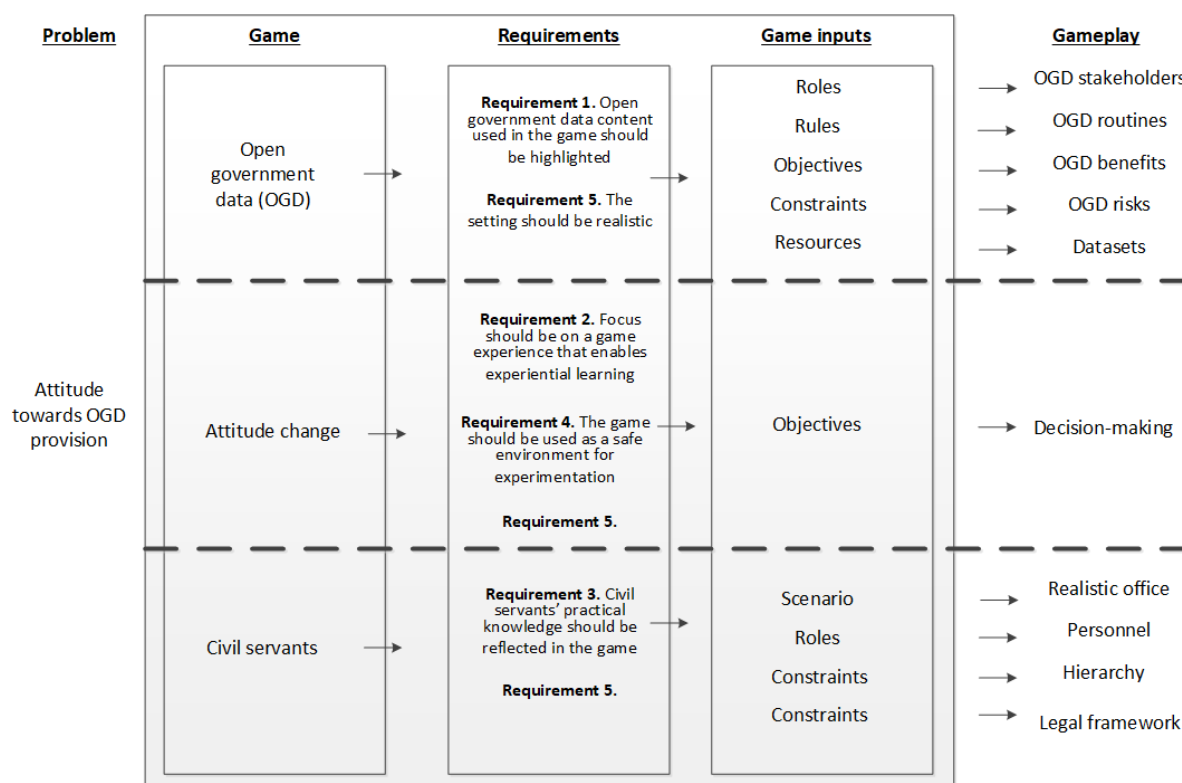 Problem
Game
Requirements
Game inputs
Gameplay
Open
government
data (OGD)
Requirement 1. Open
government data content
used in the game should
be highlighted
Requirement 5. The
setting should be realistic
Roles
Rules
Objectives
Constraints
Resources
OGD stakeholders
OGD routines
OGD benefits
OGD risks
Datasets
Attitude
towards OGD
provision
Attitude change
Requirement 2. Focus
should be on a game
experience that enables
experiential learning
Requirement 4. The game
should be used as a safe
environment for
experimentation
Requirement 5.
Objectives
Decision-making
Civil servants
Requirement 3. Civil
servants’ practical
knowledge should be
reflected in the game
Requirement 5.
Scenario
Roles
Constraints
Constraints
Realistic office
Personnel
Hierarchy
Legal framework